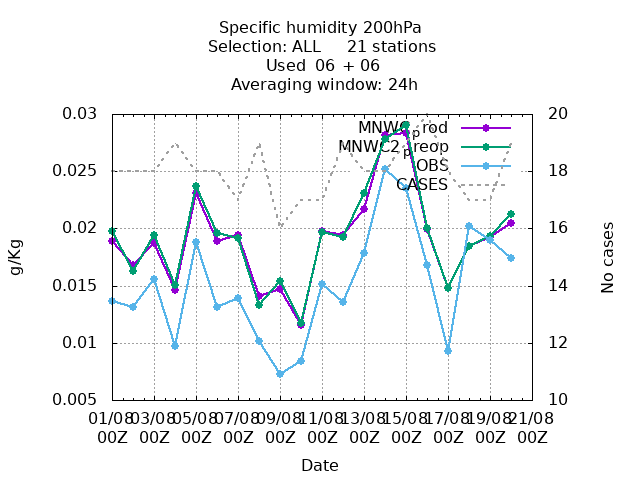 Specific humidity 200hPa
Selection: ALL 21 stations
Used 06 + 06
Averaging window: 24h
0.03
0.025
0.02
0.015
0.01
0.005
g/Kg
MNWC_prod
MNWC2_preop
OBS
CASES
20
18
16
14
12
10
No cases
01/08 03/08 05/08 07/08 09/08 11/08 13/08 15/08 17/08 19/08 21/08
00Z 00Z 00Z 00Z 00Z 00Z 00Z 00Z 00Z 00Z 00Z
Date